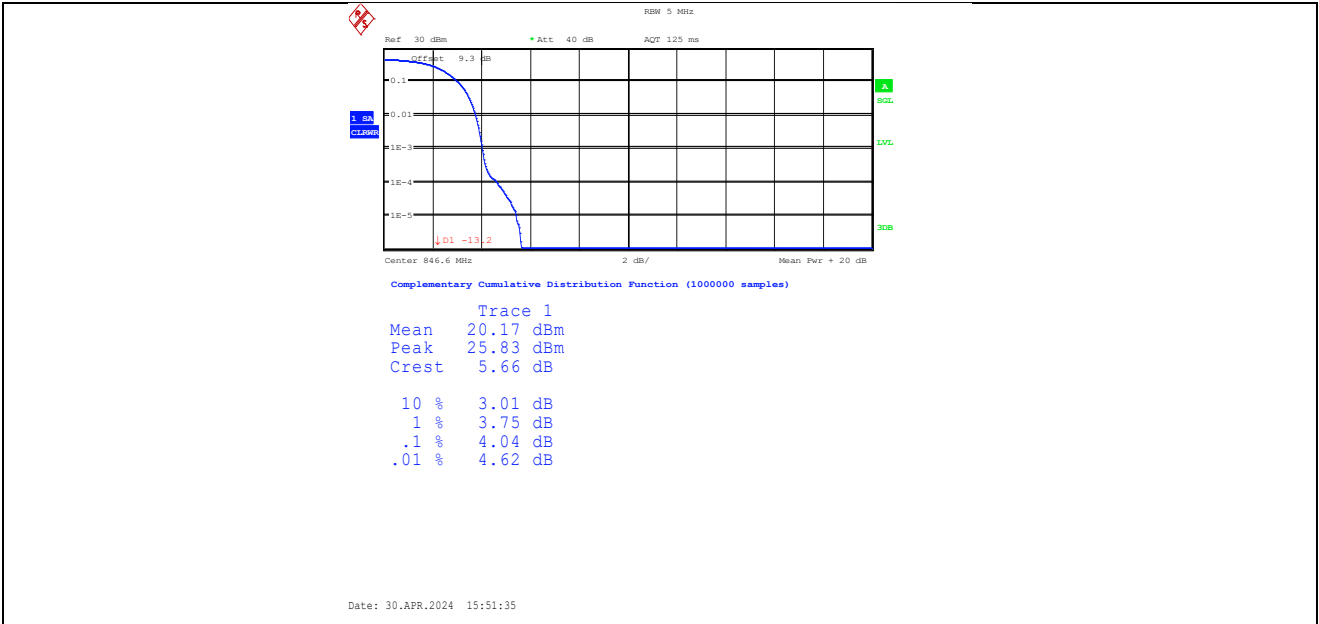 RBW 5 MHz
Ref 30 dBm * Att 40 dB AQT 125 ms
Offset 9.3 dB
0.1
A
SGL
0.01
1 SA
CLRWR
LVL
1E-3
1E-4
1E-5
3DB
↓D1 -13.2
Center 846.6 MHz 2 dB/ Mean Pwr + 20 dB
Complementary Cumulative Distribution Function (1000000 samples)
Trace 1
Mean 20.17 dBm
Peak 25.83 dBm
Crest 5.66 dB
10 % 3.01 dB
1 % 3.75 dB
.1 % 4.04 dB
.01 % 4.62 dB
Date: 30.APR.2024 15:51:35